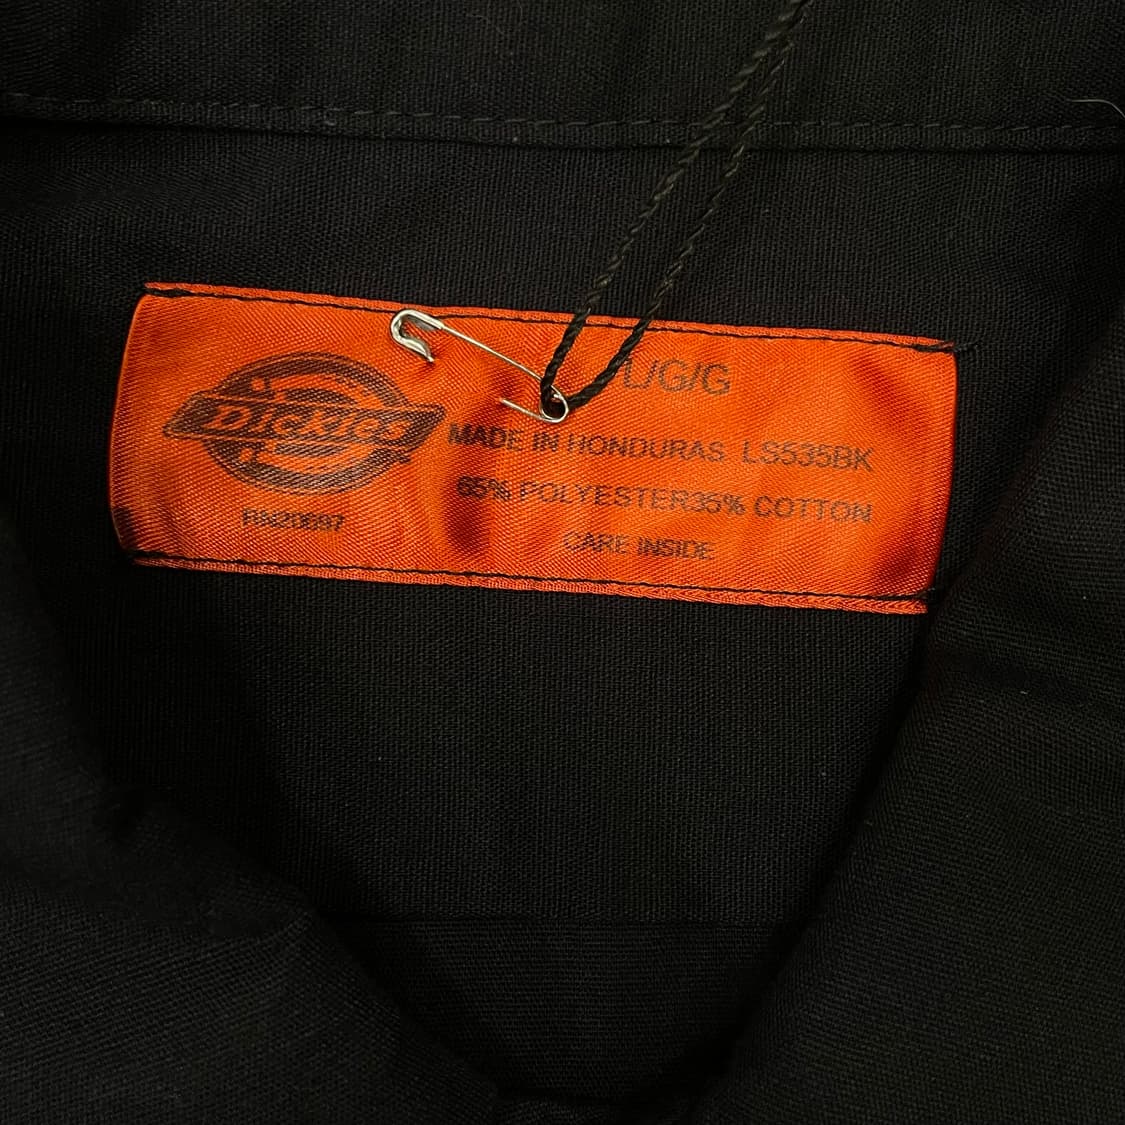 L/G/G
DICKIES
MADE IN HONDURAS LS535BK
65% POLYESTER35% COTTON
RN20697
CARE INSIDE